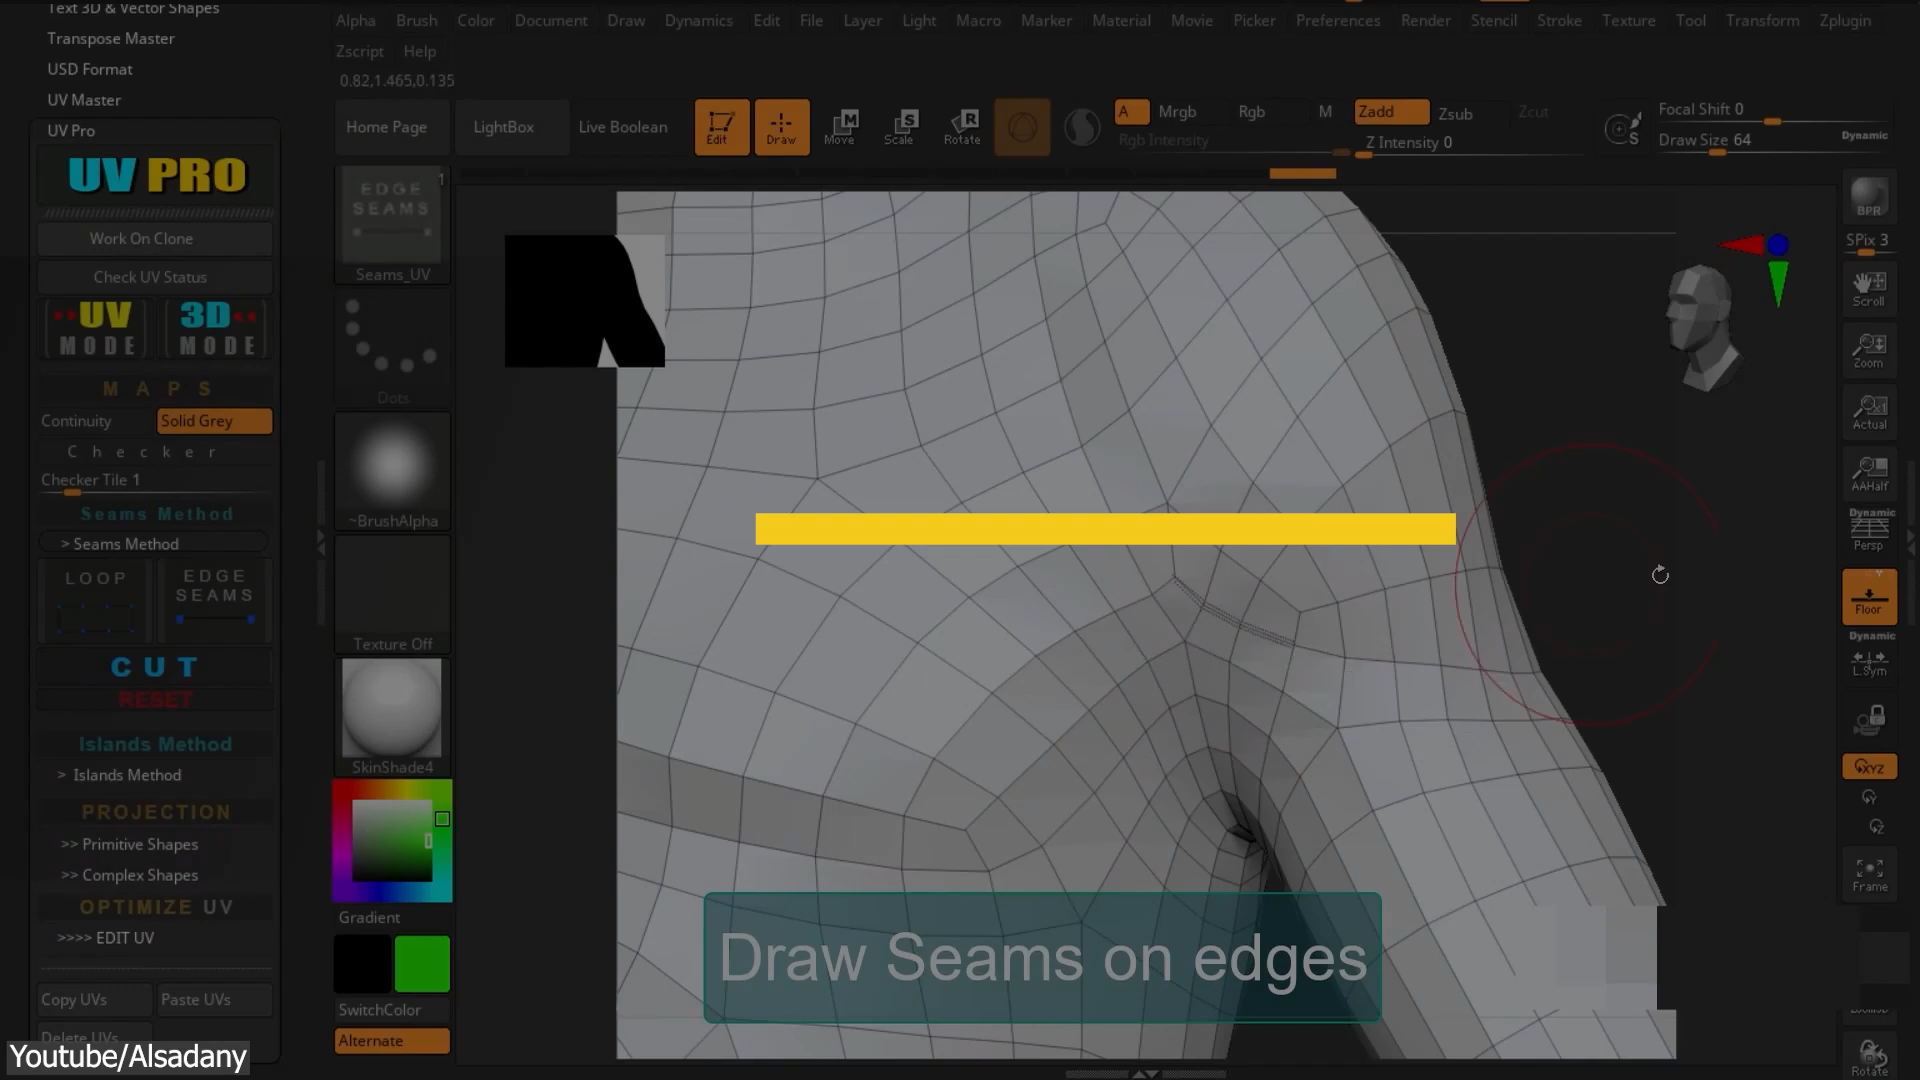 Text 3D & Vector Shapes
Transpose Master
USD Format
UV Master
UV Pro
UV PRO
Work On Clone
Check UV Status
UV MODE
3D MODE
MAPS
Continuity
Solid Grey
Checker
Checker Tile 1
Seams Method
> Seams Method
LOOP
EDGE SEAMS
CUT
RESET
Islands Method
> Islands Method
PROJECTION
>> Primitive Shapes
>> Complex Shapes
OPTIMIZE UV
>>>> EDIT UV
Copy UVs
Paste UVs
Delete UVs
Youtube/Alsadany
Alpha Brush Color Document Draw Dynamics Edit File Layer Light Macro Marker Material Movie Picker Preferences Render Stencil Stroke Texture Tool Transform Zplugin
Zscript Help
0.82,1.465,0.135
Home Page
LightBox
Live Boolean
Edit
Draw
M
Move
S
Scale
R
Rotate
A
Mrgb
Rgb
M
Zadd
Zsub
Zcut
Rgb Intensity
Z Intensity 0
S
Focal Shift 0
Draw Size 64
Dynamic
EDGE SEAMS
1
Seams_UV
Dots
~BrushAlpha
Texture Off
SkinShade4
Gradient
SwitchColor
Alternate
Draw Seams on edges
BPR
SPix 3
Scroll
Zoom
Actual
AAHalf
Dynamic
Persp
Floor
Dynamic
L.Sym
XYZ
Y
Z
Frame
Rotate